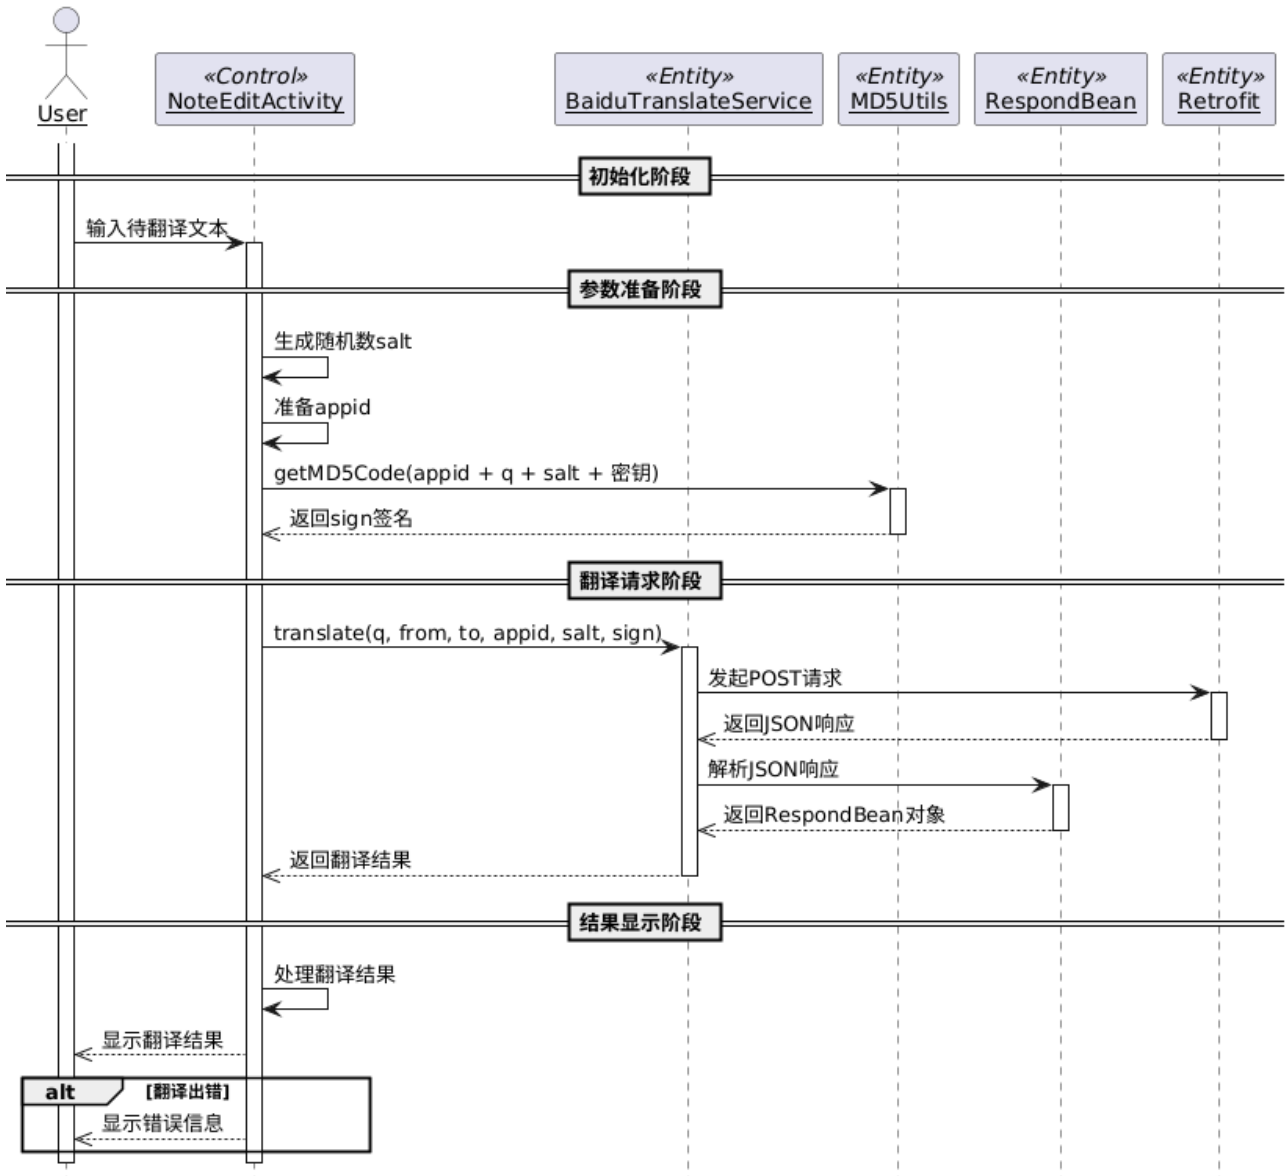 User
«Control»
NoteEditActivity
«Entity»
BaiduTranslateService
«Entity»
MD5Utils
«Entity»
RespondBean
«Entity»
Retrofit
初始化阶段
输入待翻译文本
参数准备阶段
生成随机数salt
准备appid
getMD5Code(appid + q + salt + 密钥)
返回sign签名
翻译请求阶段
translate(q, from, to, appid, salt, sign)
发起POST请求
返回JSON响应
解析JSON响应
返回RespondBean对象
返回翻译结果
结果显示阶段
处理翻译结果
显示翻译结果
alt [翻译出错]
显示错误信息